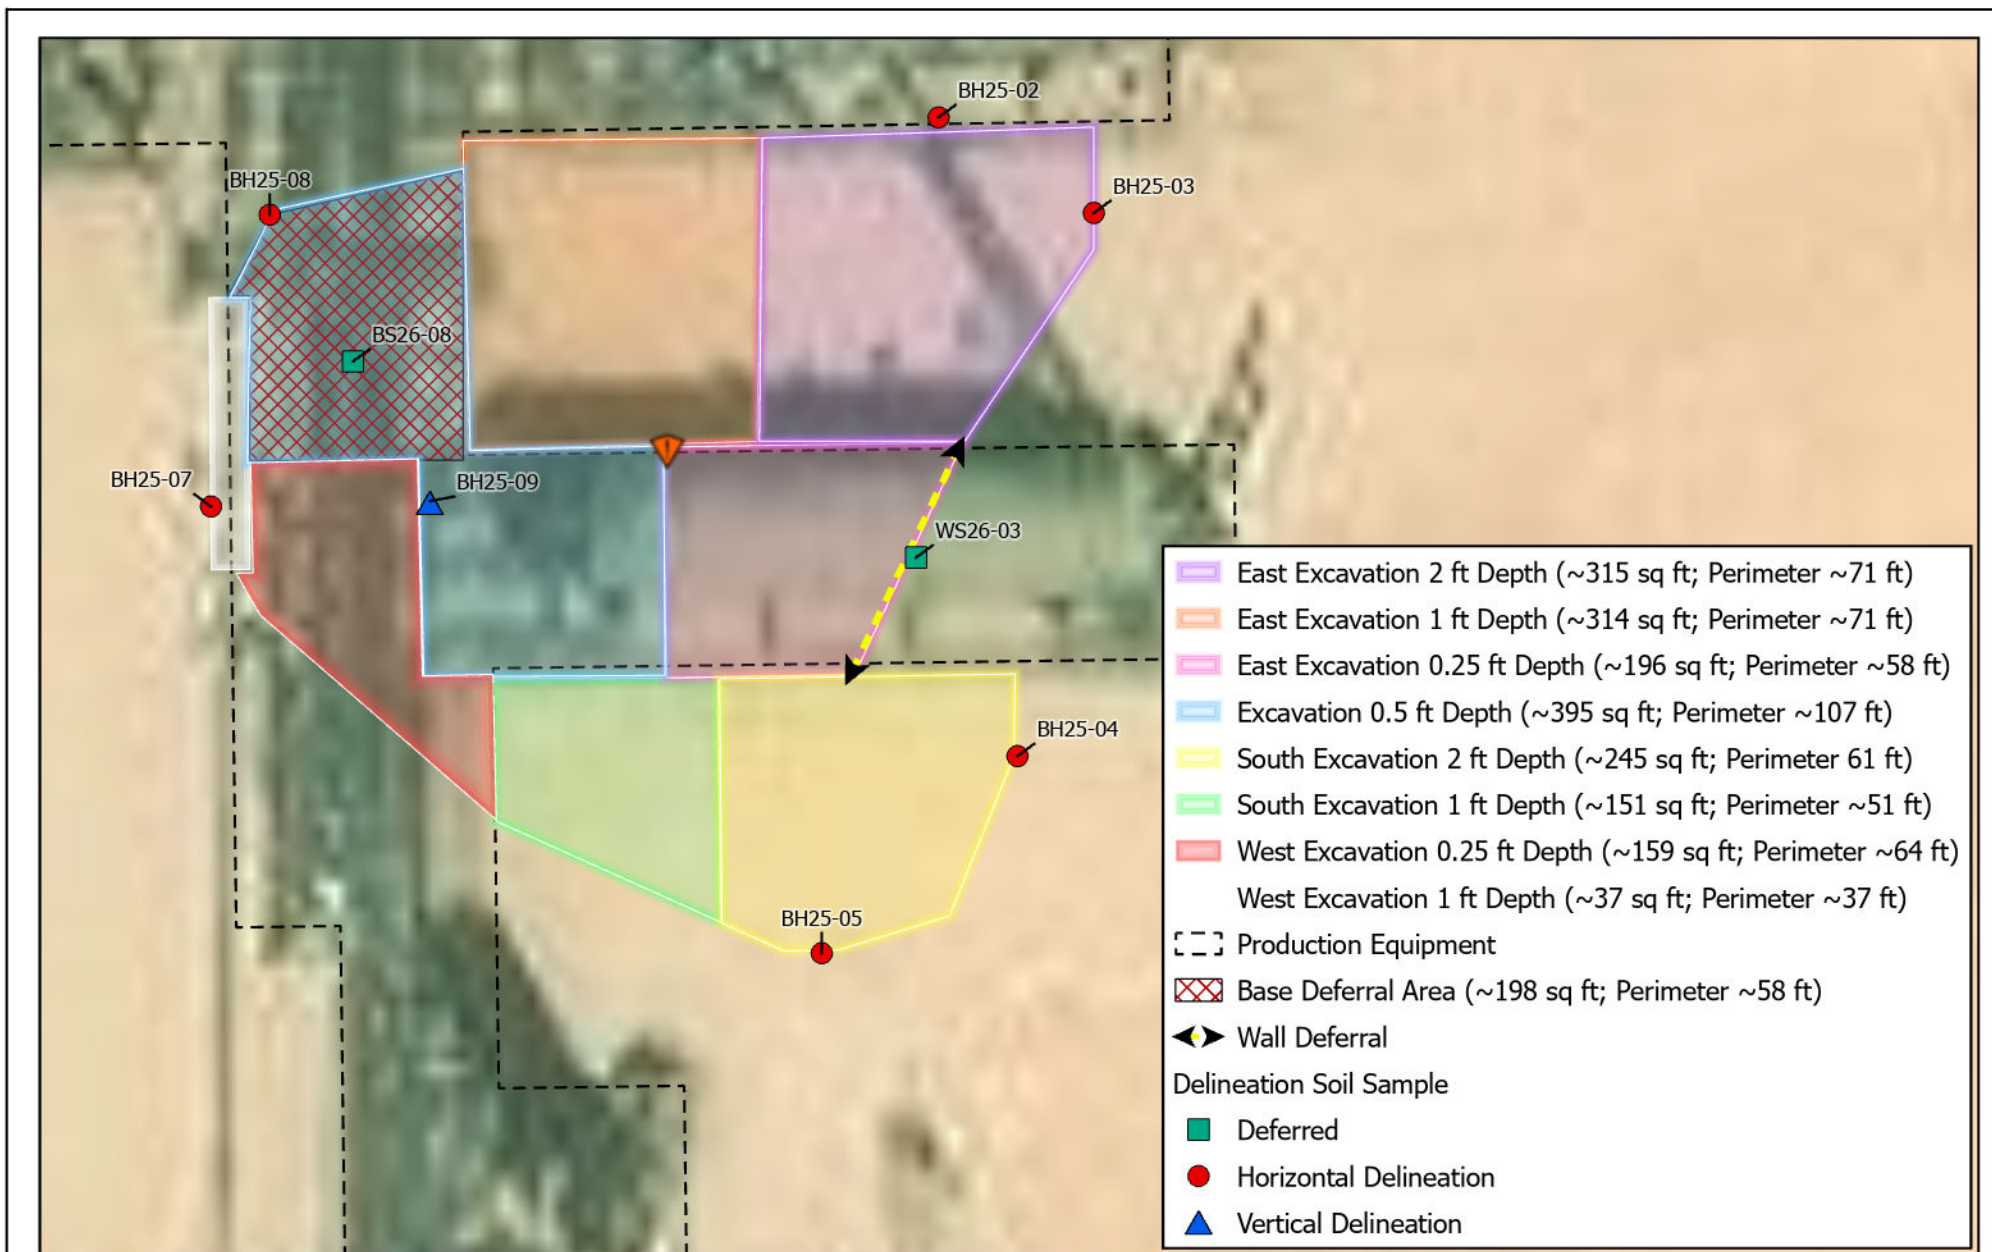 BH25-02
BH25-08
BH25-03
BS26-08
BH25-07
BH25-09
WS26-03
BH25-04
BH25-05
East Excavation 2 ft Depth (~315 sq ft; Perimeter ~71 ft)
East Excavation 1 ft Depth (~314 sq ft; Perimeter ~71 ft)
East Excavation 0.25 ft Depth (~196 sq ft; Perimeter ~58 ft)
Excavation 0.5 ft Depth (~395 sq ft; Perimeter ~107 ft)
South Excavation 2 ft Depth (~245 sq ft; Perimeter 61 ft)
South Excavation 1 ft Depth (~151 sq ft; Perimeter ~51 ft)
West Excavation 0.25 ft Depth (~159 sq ft; Perimeter ~64 ft)
West Excavation 1 ft Depth (~37 sq ft; Perimeter ~37 ft)
Production Equipment
Base Deferral Area (~198 sq ft; Perimeter ~58 ft)
Wall Deferral
Delineation Soil Sample
Deferred
Horizontal Delineation
Vertical Delineation